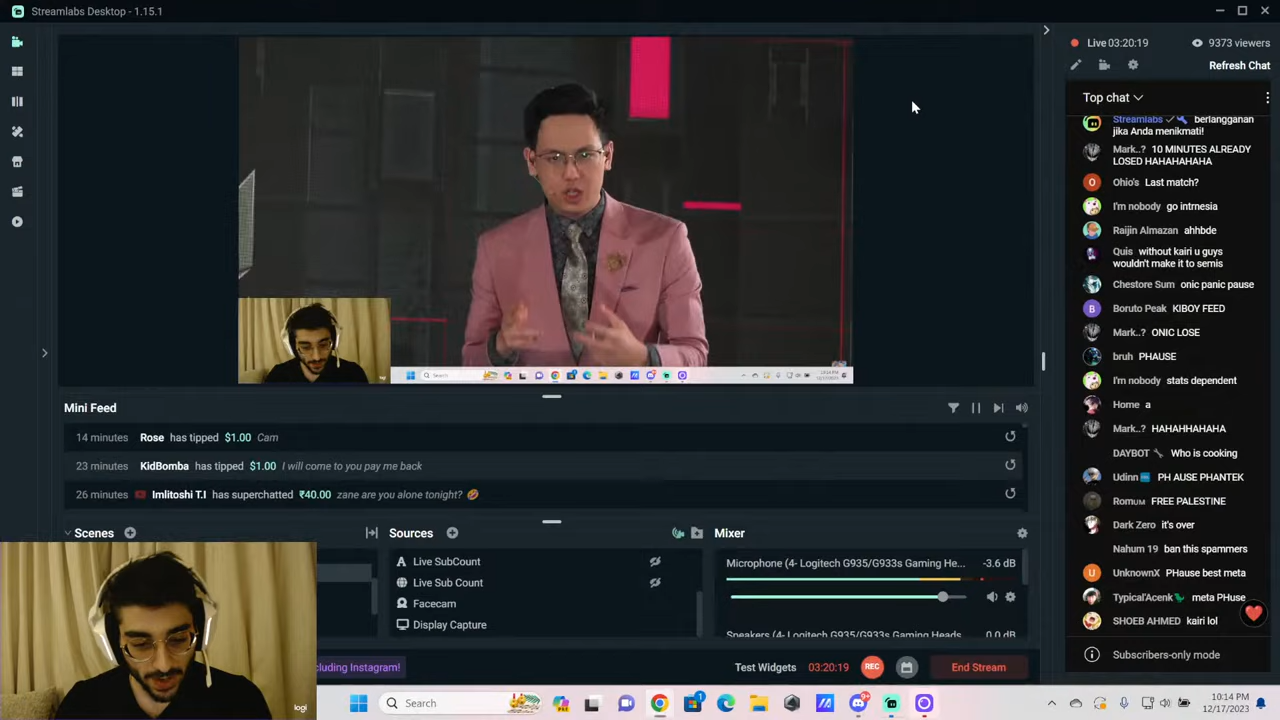 Streamlabs Desktop - 1.15.1
Live 03:20:19
9373 viewers
Refresh Chat
Top chat
Streamlabs berlangganan
jika Anda menikmati!
Mark..? 10 MINUTES ALREADY
LOSED HAHAHAHAHA
Ohio's Last match?
I'm nobody go intrnesia
Raijin Almazan ahhbde
Quis without kairi u guys
wouldn't make it to semis
Chestore Sum onic panic pause
Boruto Peak KIBOY FEED
Mark..? ONIC LOSE
bruh PHAUSE
I'm nobody stats dependent
Home a
Mark..? HAHAHHAHAHA
DAYBOT Who is cooking
Udinn PH AUSE PHANTEK
Romum FREE PALESTINE
Dark Zero it's over
Nahum 19 ban this spammers
UnknownX PHause best meta
Typical'Acenk meta PHuse
SHOEB AHMED kairi lol
Subscribers-only mode
Search
Mini Feed
14 minutes Rose has tipped $1.00 Cam
23 minutes KidBomba has tipped $1.00 I will come to you pay me back
26 minutes Imlitoshi T.I has superchatted ₹40.00 zane are you alone tonight?
Scenes
Sources
Mixer
Live SubCount
Live Sub Count
Facecam
Display Capture
Microphone (4- Logitech G935/G933s Gaming He... -3.6 dB
Speakers (4- Logitech G935/G933s Gaming Heads... 0.0 dB
cluding Instagram!
Test Widgets
03:20:19
REC
End Stream
logi
Search
1
9+
10:14 PM
12/17/2023